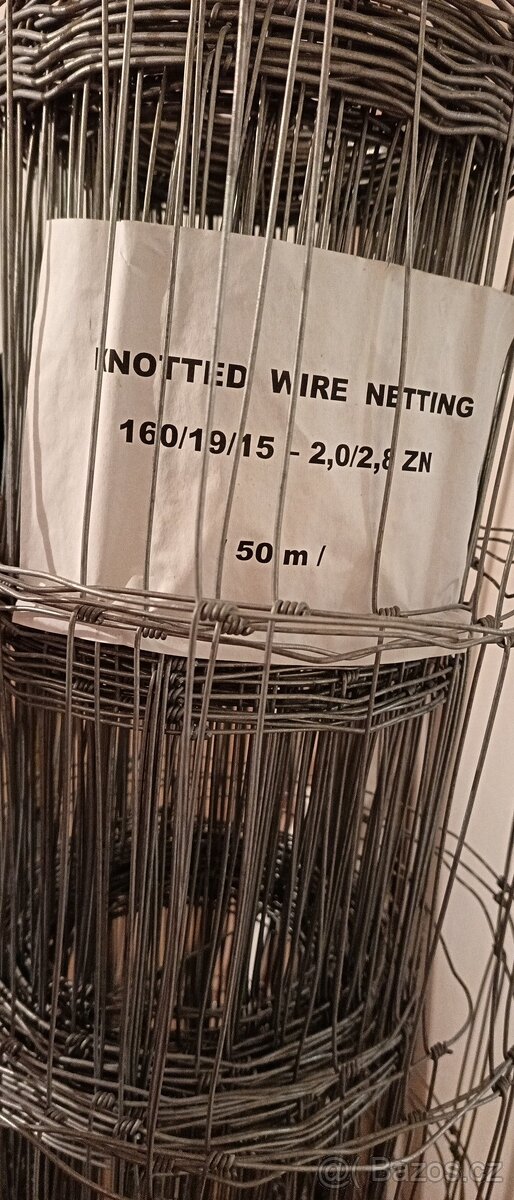 KNOTTED WIRE NETTING
160/19/15 - 2,0/2,8 ZN
/ 50 m /
Bazos.cz